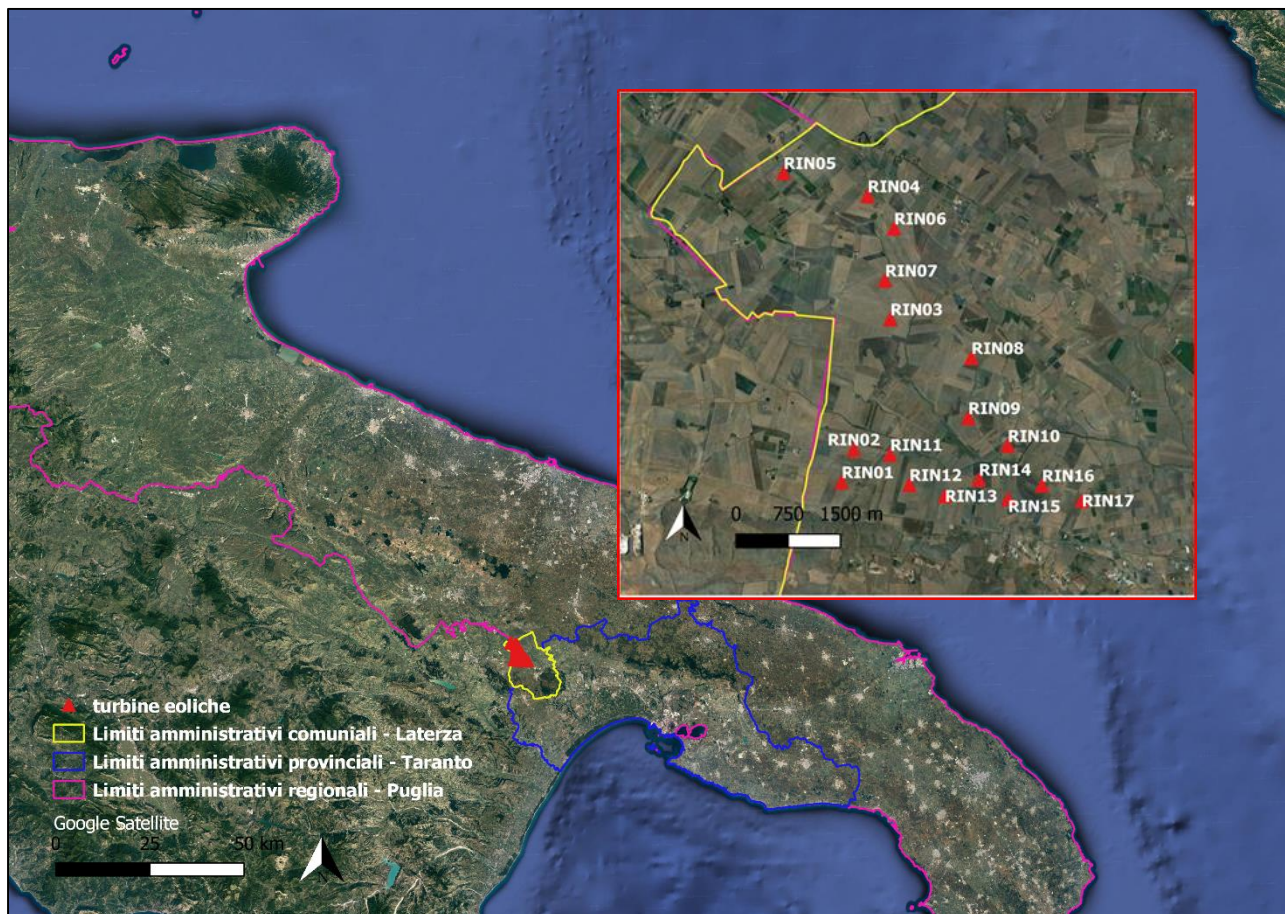 RIN05
RIN04
RIN06
RIN07
RIN03
RIN08
RIN09
RIN02
RIN11
RIN10
RIN01
RIN12
RIN14
RIN16
RIN13
RIN15
RIN17
0 750 1500 m
N
turbine eoliche
Limiti amministrativi comuniali - Laterza
Limiti amministrativi provinciali - Taranto
Limiti amministrativi regionali - Puglia
Google Satellite
0 25 50 km